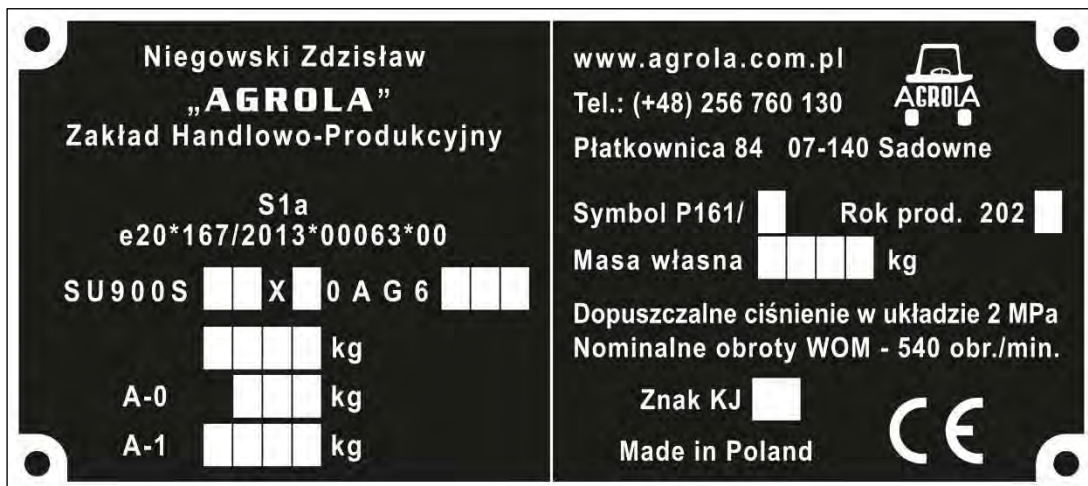 Niegowski Zdzisław
„AGROLA”
Zakład Handlowo-Produkcyjny
S1a
e20*167/2013*00063*00
SU900S X 0AG6
kg
A-0 kg
A-1 kg
www.agrola.com.pl
AGROLA
Tel.: (+48) 256 760 130
Płatkownica 84 07-140 Sadowne
Symbol P161/ Rok prod. 202
Masa własna kg
Dopuszczalne ciśnienie w układzie 2 MPa
Nominalne obroty WOM - 540 obr./min.
Znak KJ
Made in Poland
CE